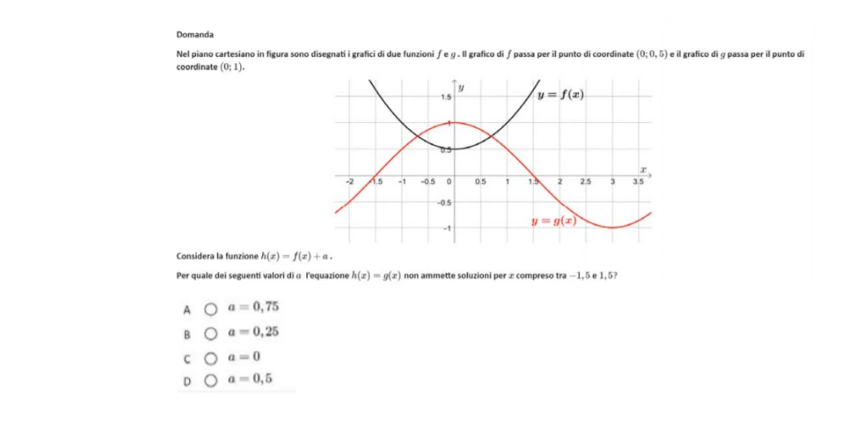 Domanda
Nel piano cartesiano in figura sono disegnati i grafici di due funzioni f e g. Il grafico di f passa per il punto di coordinate (0; 0, 5) e il grafico di g passa per il punto di
coordinate (0; 1).
y
1.5
y = f(x)
0.5
x
-2 -1.5 -1 -0.5 0 0.5 1 1.5 2 2.5 3 3.5
-0.5
y = g(x)
-1
Considera la funzione h(x) = f(x) + a.
Per quale dei seguenti valori di a l'equazione h(x) = g(x) non ammette soluzioni per x compreso tra −1,5 e 1,5?
A a = 0,75
B a = 0,25
C a = 0
D a = 0,5